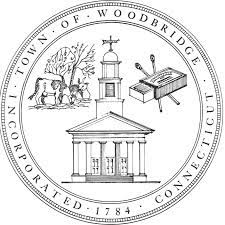 TOWN · OF · WOODBRIDGE
INCORPORATED · 1784 · CONNECTICUT